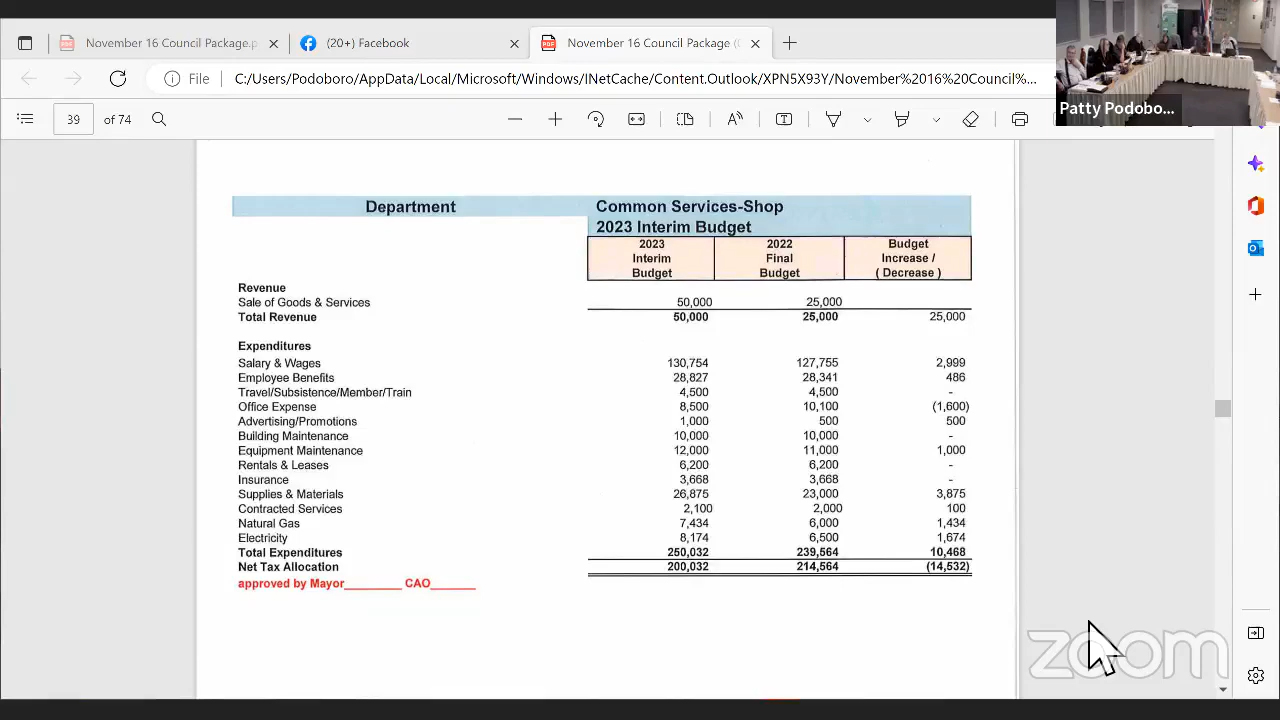 November 16 Council Package.p
(20+) Facebook
November 16 Council Package (
File
C:/Users/Podoboro/AppData/Local/Microsoft/Windows/INetCache/Content.Outlook/XPN5X93Y/November%2016%20Council%...
39 of 74
Patty Podobo...
Department Common Services-Shop
2023 Interim Budget
2023 2022 Budget
Interim Final Increase /
Budget Budget ( Decrease )
Revenue
Sale of Goods & Services 50,000 25,000
Total Revenue 50,000 25,000 25,000
Expenditures
Salary & Wages 130,754 127,755 2,999
Employee Benefits 28,827 28,341 486
Travel/Subsistence/Member/Train 4,500 4,500 -
Office Expense 8,500 10,100 (1,600)
Advertising/Promotions 1,000 500 500
Building Maintenance 10,000 10,000 -
Equipment Maintenance 12,000 11,000 1,000
Rentals & Leases 6,200 6,200 -
Insurance 3,668 3,668 -
Supplies & Materials 26,875 23,000 3,875
Contracted Services 2,100 2,000 100
Natural Gas 7,434 6,000 1,434
Electricity 8,174 6,500 1,674
Total Expenditures 250,032 239,564 10,468
Net Tax Allocation 200,032 214,564 (14,532)
approved by Mayor_________ CAO_______
zoom